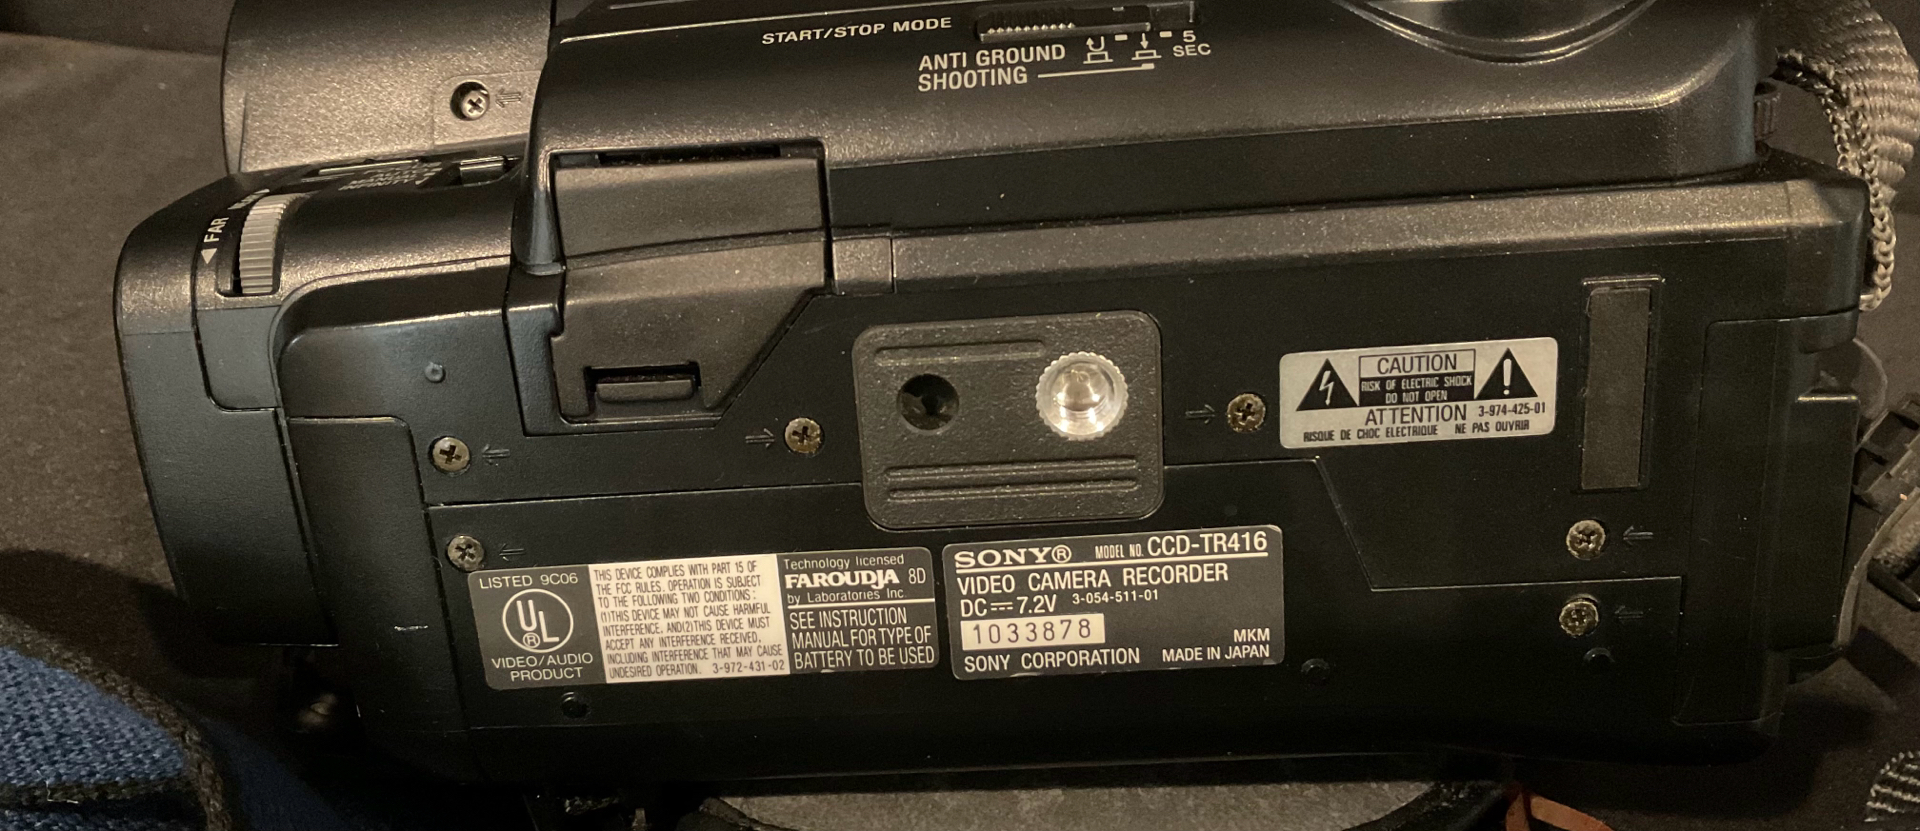 START/STOP MODE
5
SEC
ANTI GROUND
SHOOTING
FAR
CAUTION
RISK OF ELECTRIC SHOCK
DO NOT OPEN
ATTENTION 3-974-425-01
RISQUE DE CHOC ELECTRIQUE NE PAS OUVRIR
LISTED 9C06
UL
®
VIDEO/AUDIO
PRODUCT
THIS DEVICE COMPLIES WITH PART 15 OF
THE FCC RULES. OPERATION IS SUBJECT
TO THE FOLLOWING TWO CONDITIONS:
(1)THIS DEVICE MAY NOT CAUSE HARMFUL
INTERFERENCE, AND(2)THIS DEVICE MUST
ACCEPT ANY INTERFERENCE RECEIVED,
INCLUDING INTERFERENCE THAT MAY CAUSE
UNDESIRED OPERATION. 3-972-431-02
Technology licensed
FAROUDJA 8D
by Laboratories Inc.
SEE INSTRUCTION
MANUAL FOR TYPE OF
BATTERY TO BE USED
SONY® MODEL NO. CCD-TR416
VIDEO CAMERA RECORDER
DC⎓7.2V 3-054-511-01
1033878
MKM
SONY CORPORATION MADE IN JAPAN